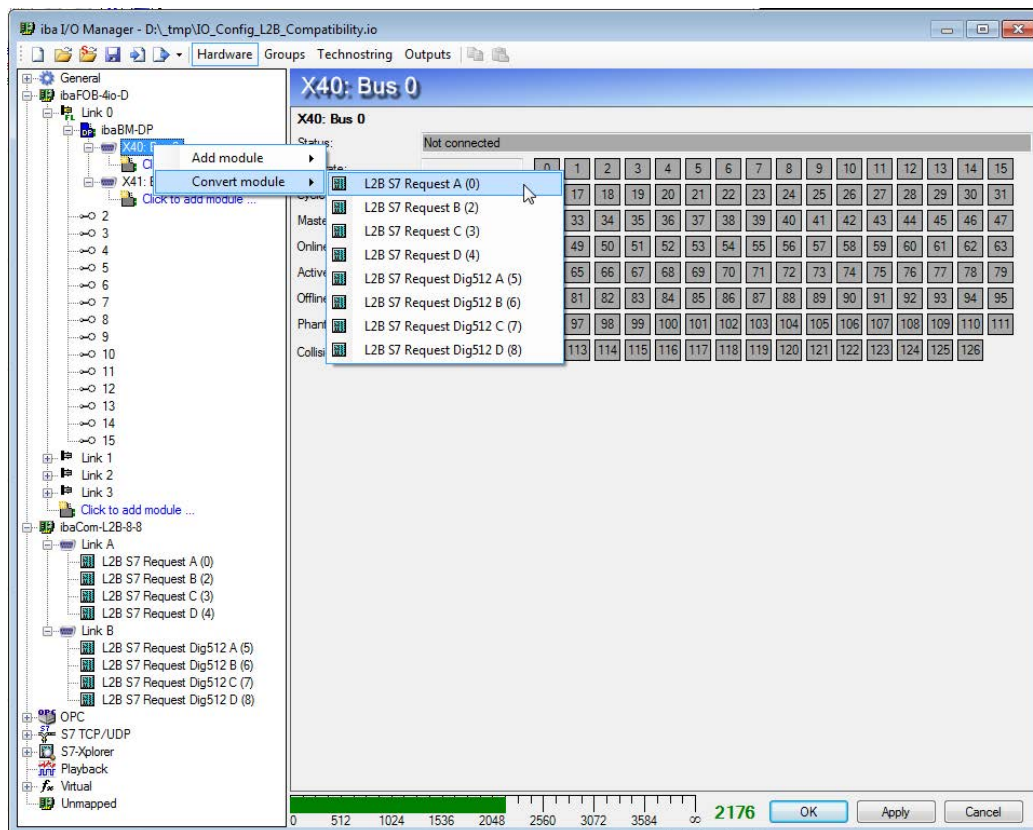 iba I/O Manager - D:\_tmp\IO_Config_L2B_Compatibility.io
Hardware Groups Technostring Outputs
General
ibaFOB-4io-D
Link 0
ibaBM-DP
X40: Bus 0
X41:
Click to add module ...
2
3
4
5
6
7
8
9
10
11
12
13
14
15
Link 1
Link 2
Link 3
Click to add module ...
ibaCom-L2B-8-8
Link A
L2B S7 Request A (0)
L2B S7 Request B (2)
L2B S7 Request C (3)
L2B S7 Request D (4)
Link B
L2B S7 Request Dig512 A (5)
L2B S7 Request Dig512 B (6)
L2B S7 Request Dig512 C (7)
L2B S7 Request Dig512 D (8)
OPC
S7 TCP/UDP
S7-Xplorer
Playback
Virtual
Unmapped
Add module
Convert module
L2B S7 Request A (0)
L2B S7 Request B (2)
L2B S7 Request C (3)
L2B S7 Request D (4)
L2B S7 Request Dig512 A (5)
L2B S7 Request Dig512 B (6)
L2B S7 Request Dig512 C (7)
L2B S7 Request Dig512 D (8)
X40: Bus 0
X40: Bus 0
Status: Not connected
0 1 2 3 4 5 6 7 8 9 10 11 12 13 14 15
17 18 19 20 21 22 23 24 25 26 27 28 29 30 31
Maste 33 34 35 36 37 38 39 40 41 42 43 44 45 46 47
Online 49 50 51 52 53 54 55 56 57 58 59 60 61 62 63
Active 65 66 67 68 69 70 71 72 73 74 75 76 77 78 79
Offline 81 82 83 84 85 86 87 88 89 90 91 92 93 94 95
Phant 97 98 99 100 101 102 103 104 105 106 107 108 109 110 111
Collisi 113 114 115 116 117 118 119 120 121 122 123 124 125 126
0 512 1024 1536 2048 2560 3072 3584 ∞ 2176 OK Apply Cancel